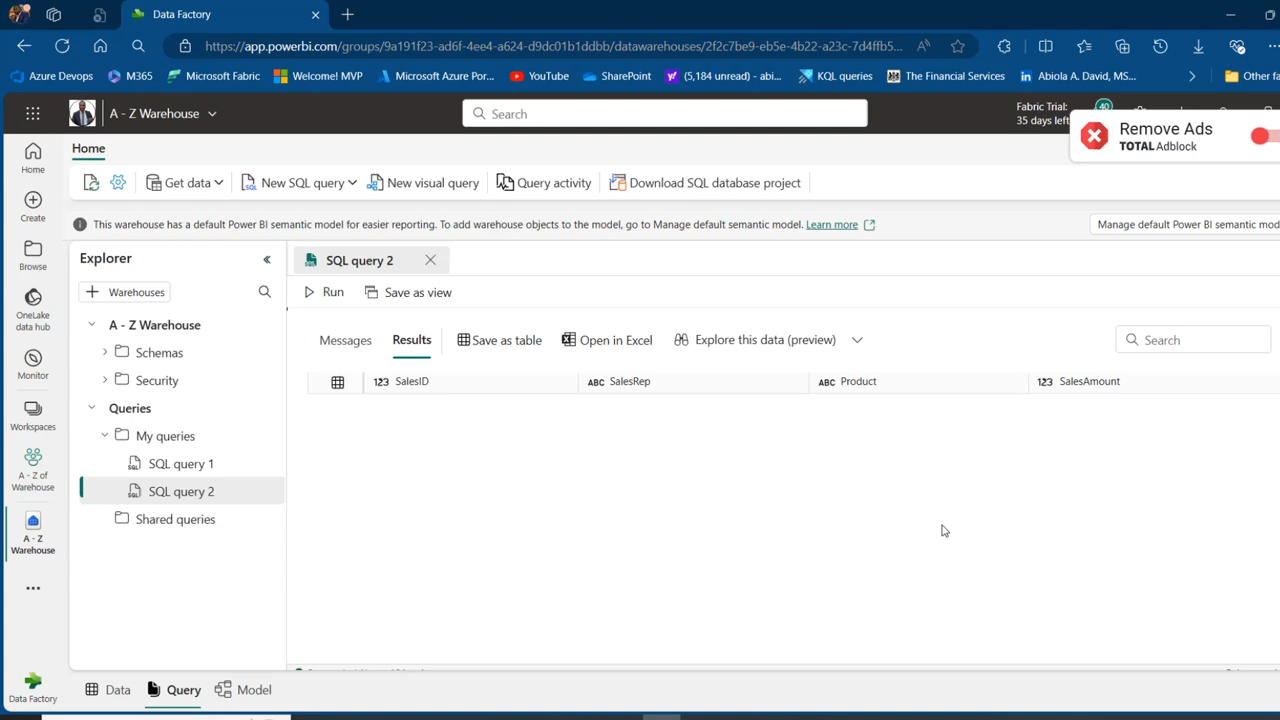 Data Factory
https://app.powerbi.com/groups/9a191f23-ad6f-4ee4-a624-d9dc01b1ddbb/datawarehouses/2f2c7be9-eb5e-4b22-a23c-7d4ffb5...
Azure Devops
M365
Microsoft Fabric
Welcome! MVP
Microsoft Azure Por...
YouTube
SharePoint
(5,184 unread) - abi...
KQL queries
The Financial Services
Abiola A. David, MS...
Other fa
A - Z Warehouse
Search
Fabric Trial:
35 days left
40
Remove Ads
TOTAL Adblock
Home
Home
Get data
New SQL query
New visual query
Query activity
Download SQL database project
Create
This warehouse has a default Power BI semantic model for easier reporting. To add warehouse objects to the model, go to Manage default semantic model. Learn more
Manage default Power BI semantic mod
Browse
Explorer
SQL query 2
Warehouses
Run
Save as view
OneLake
data hub
A - Z Warehouse
Schemas
Security
Messages
Results
Save as table
Open in Excel
Explore this data (preview)
Search
Monitor
123 SalesID
ABC SalesRep
ABC Product
123 SalesAmount
Workspaces
Queries
My queries
SQL query 1
SQL query 2
Shared queries
A - Z of
Warehouse
A - Z
Warehouse
Data Factory
Data
Query
Model